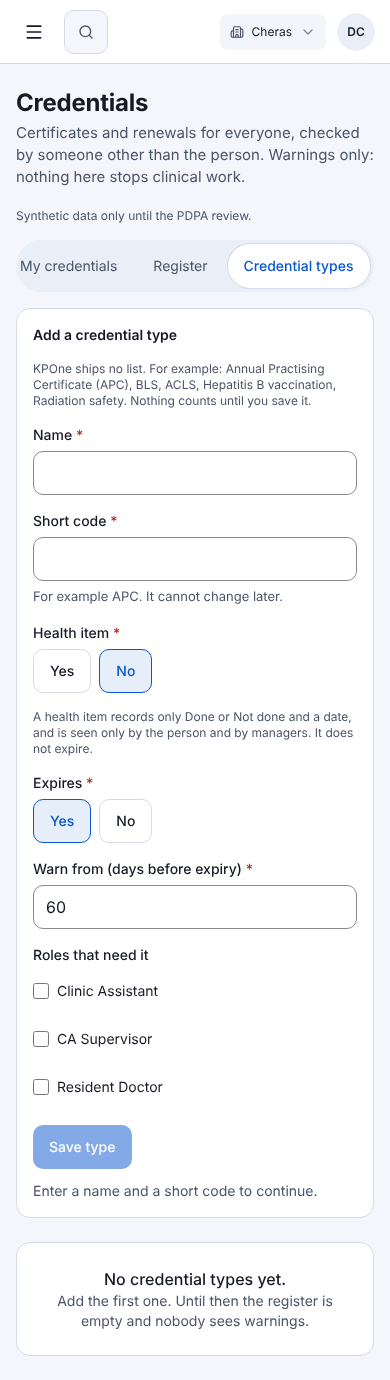 Cheras
DC
Credentials
Certificates and renewals for everyone, checked
by someone other than the person. Warnings only:
nothing here stops clinical work.
Synthetic data only until the PDPA review.
My credentials
Register
Credential types
Add a credential type
KPOne ships no list. For example: Annual Practising
Certificate (APC), BLS, ACLS, Hepatitis B vaccination,
Radiation safety. Nothing counts until you save it.
Name *
Short code *
For example APC. It cannot change later.
Health item *
Yes
No
A health item records only Done or Not done and a date,
and is seen only by the person and by managers. It does
not expire.
Expires *
Yes
No
Warn from (days before expiry) *
60
Roles that need it
Clinic Assistant
CA Supervisor
Resident Doctor
Save type
Enter a name and a short code to continue.
No credential types yet.
Add the first one. Until then the register is
empty and nobody sees warnings.